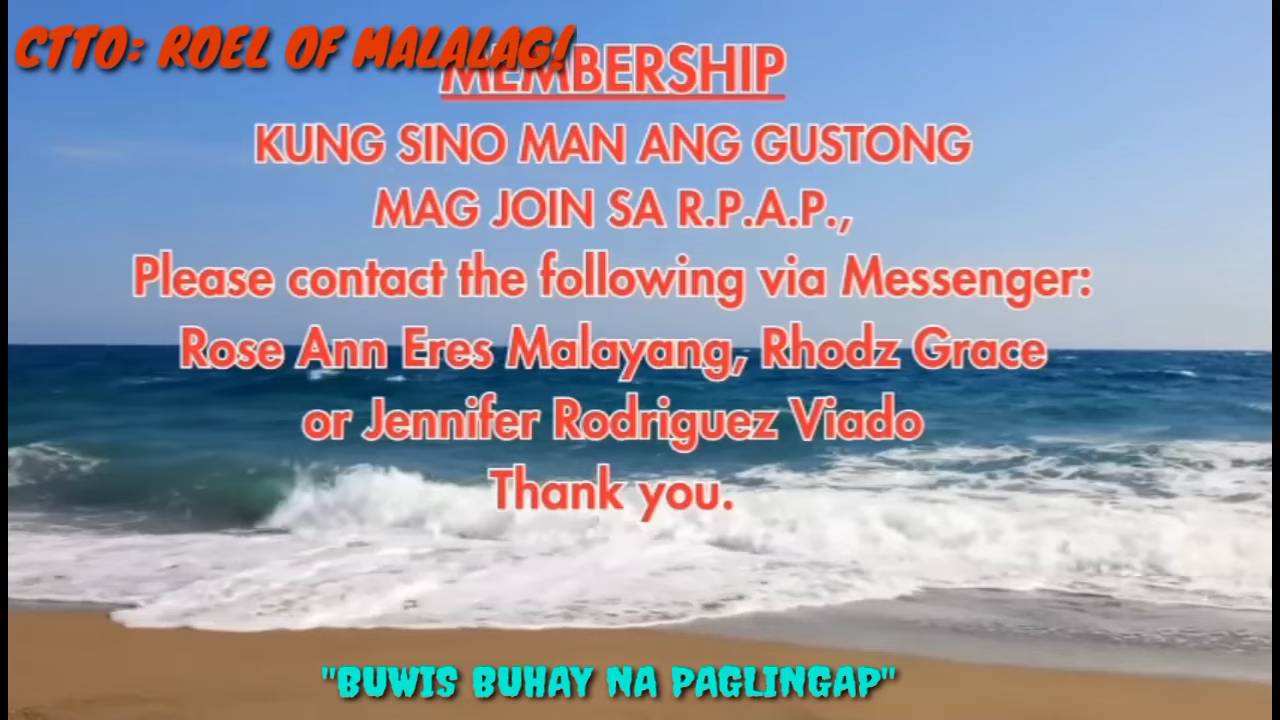 CTTO: ROEL OF MALALAG!
MEMBERSHIP
KUNG SINO MAN ANG GUSTONG
MAG JOIN SA R.P.A.P.,
Please contact the following via Messenger:
Rose Ann Eres Malayang, Rhodz Grace
or Jennifer Rodriguez Viado
Thank you.
"BUWIS BUHAY NA PAGLINGAP"